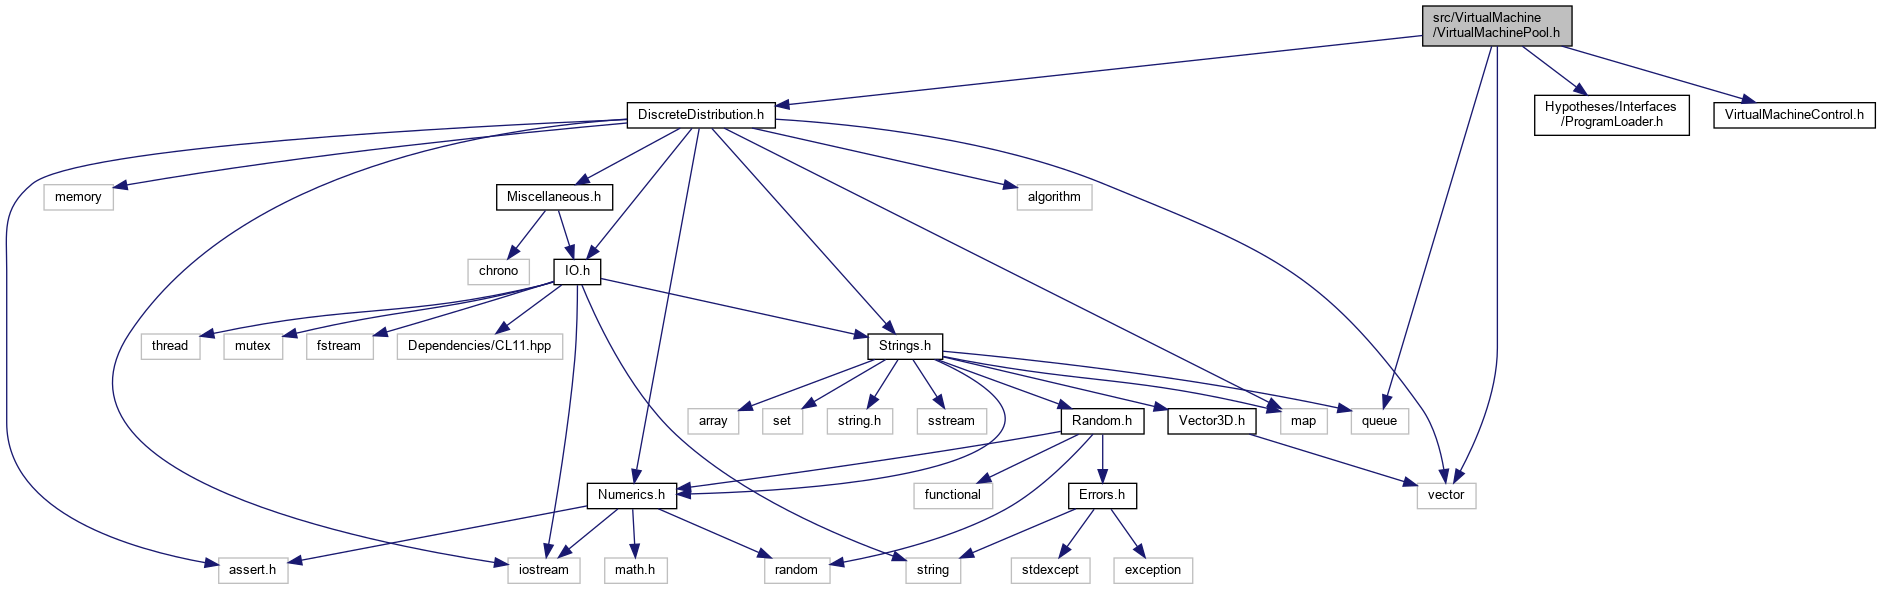 src/VirtualMachine
/VirtualMachinePool.h
DiscreteDistribution.h
Hypotheses/Interfaces
/ProgramLoader.h
VirtualMachineControl.h
memory
Miscellaneous.h
algorithm
chrono
IO.h
thread
mutex
fstream
Dependencies/CL11.hpp
Strings.h
array
set
string.h
sstream
Random.h
Vector3D.h
map
queue
Numerics.h
functional
Errors.h
vector
assert.h
iostream
math.h
random
string
stdexcept
exception